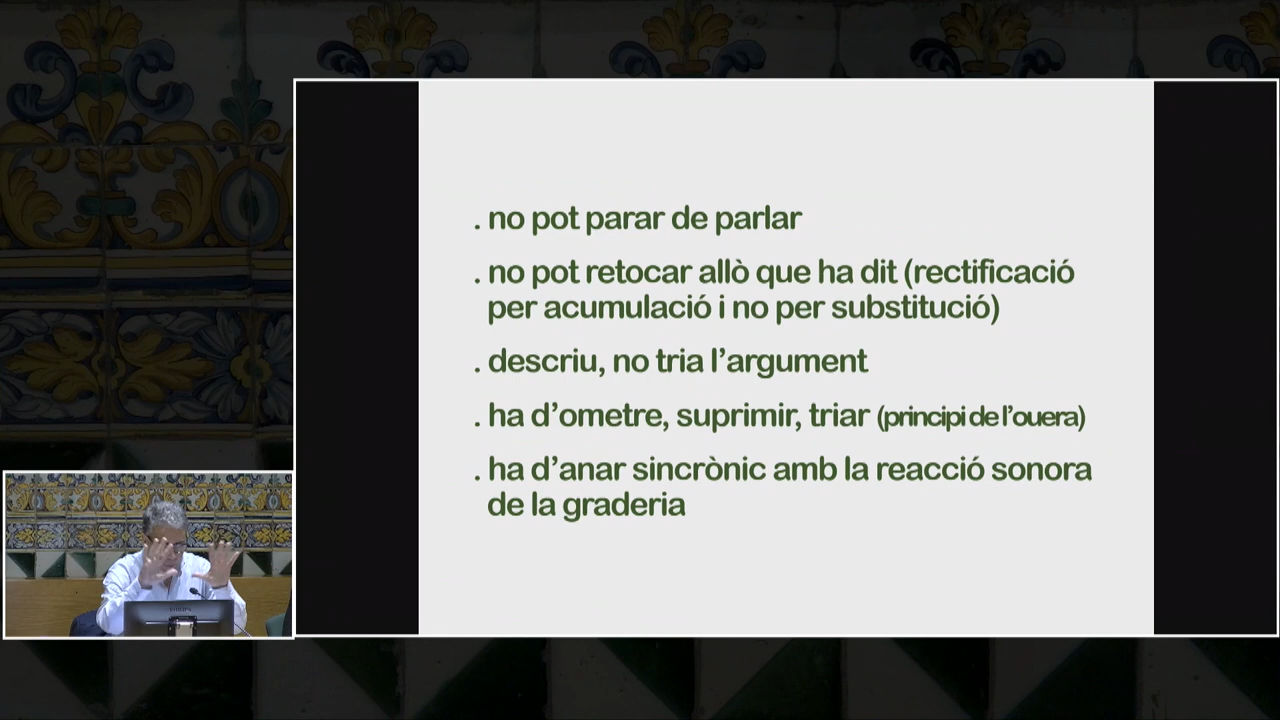 . no pot parar de parlar
. no pot retocar allò que ha dit (rectificació
per acumulació i no per substitució)
. descriu, no tria l’argument
. ha d’ometre, suprimir, triar (principi de l’ouera)
. ha d’anar sincrònic amb la reacció sonora
de la graderia
PHILIPS